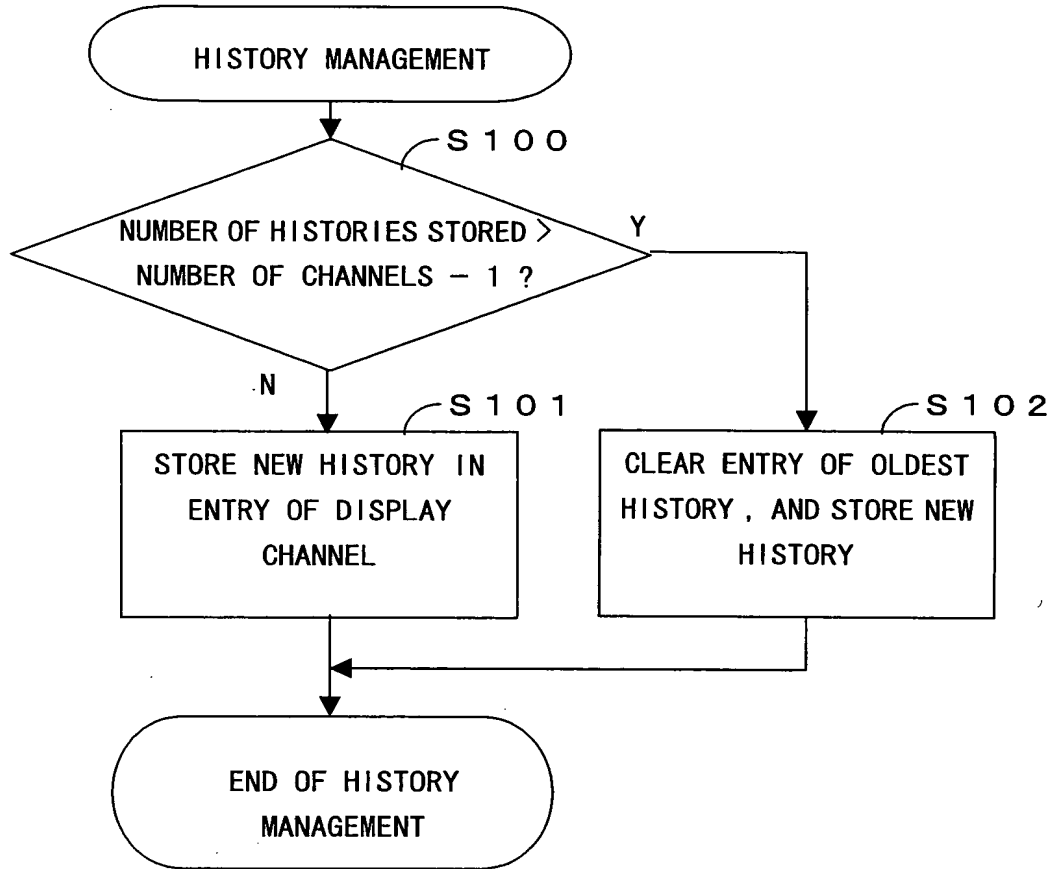 HISTORY MANAGEMENT
S100
NUMBER OF HISTORIES STORED >
NUMBER OF CHANNELS - 1 ?
Y
N
S101
STORE NEW HISTORY IN
ENTRY OF DISPLAY
CHANNEL
S102
CLEAR ENTRY OF OLDEST
HISTORY, AND STORE NEW
HISTORY
END OF HISTORY
MANAGEMENT